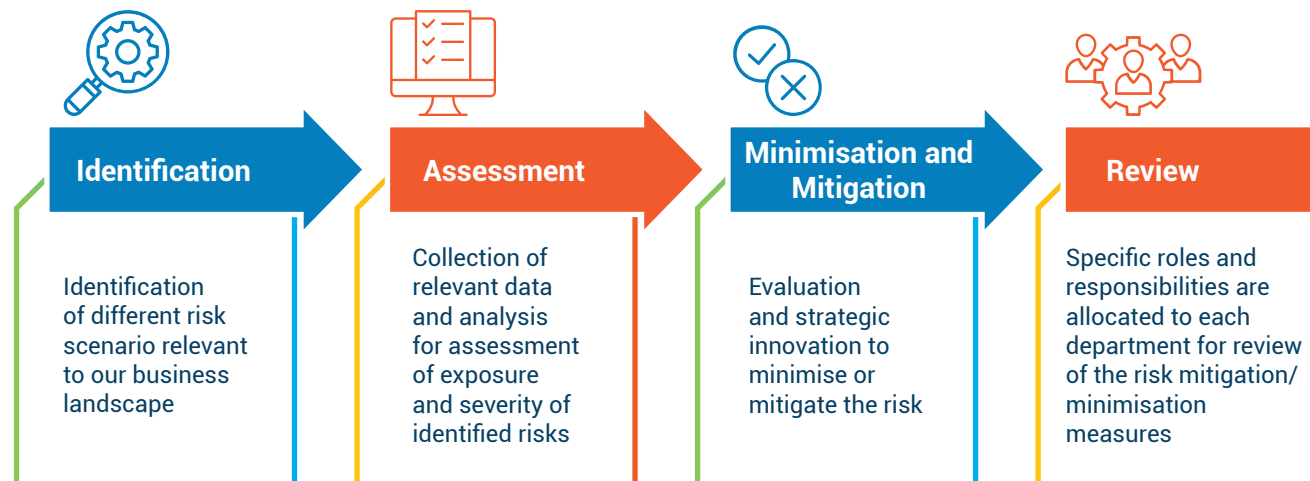 Identification
Identification
of different risk
scenario relevant
to our business
landscape
Assessment
Collection of
relevant data
and analysis
for assessment
of exposure
and severity of
identified risks
Minimisation and
Mitigation
Evaluation
and strategic
innovation to
minimise or
mitigate the risk
Review
Specific roles and
responsibilities are
allocated to each
department for review
of the risk mitigation/
minimisation
measures